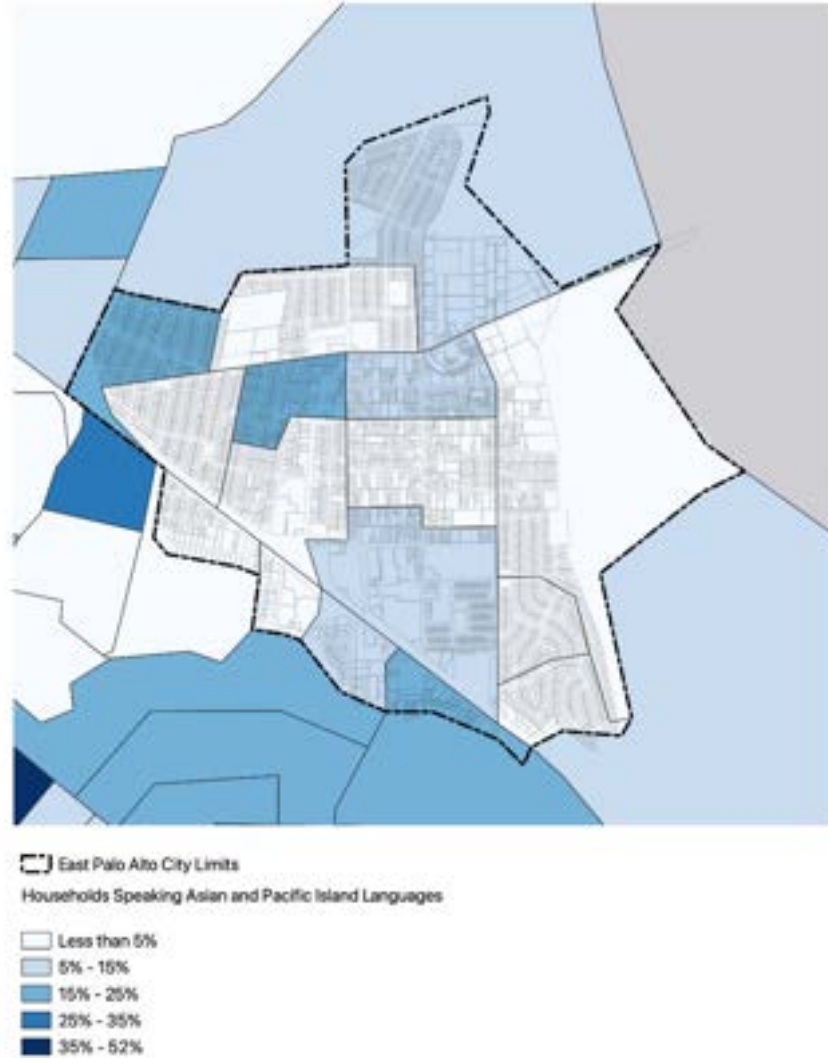 East Palo Alto City Limits
Households Speaking Asian and Pacific Island Languages
Less than 5%
5% - 15%
15% - 25%
25% - 35%
35% - 52%